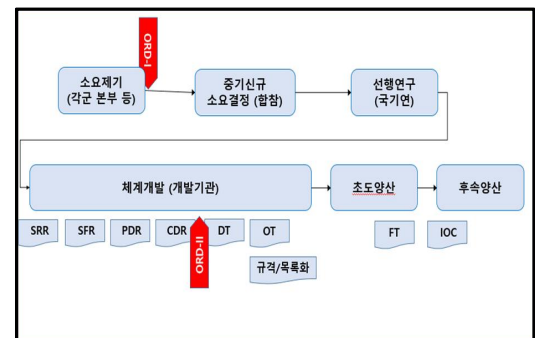 ORD-I
소요제기
(각군 본부 등)
중기신규
소요결정 (합참)
선행연구
(국기연)
체계개발 (개발기관)
초도양산
후속양산
SRR
SFR
PDR
CDR
DT
OT
FT
IOC
ORD-II
규격/목록화